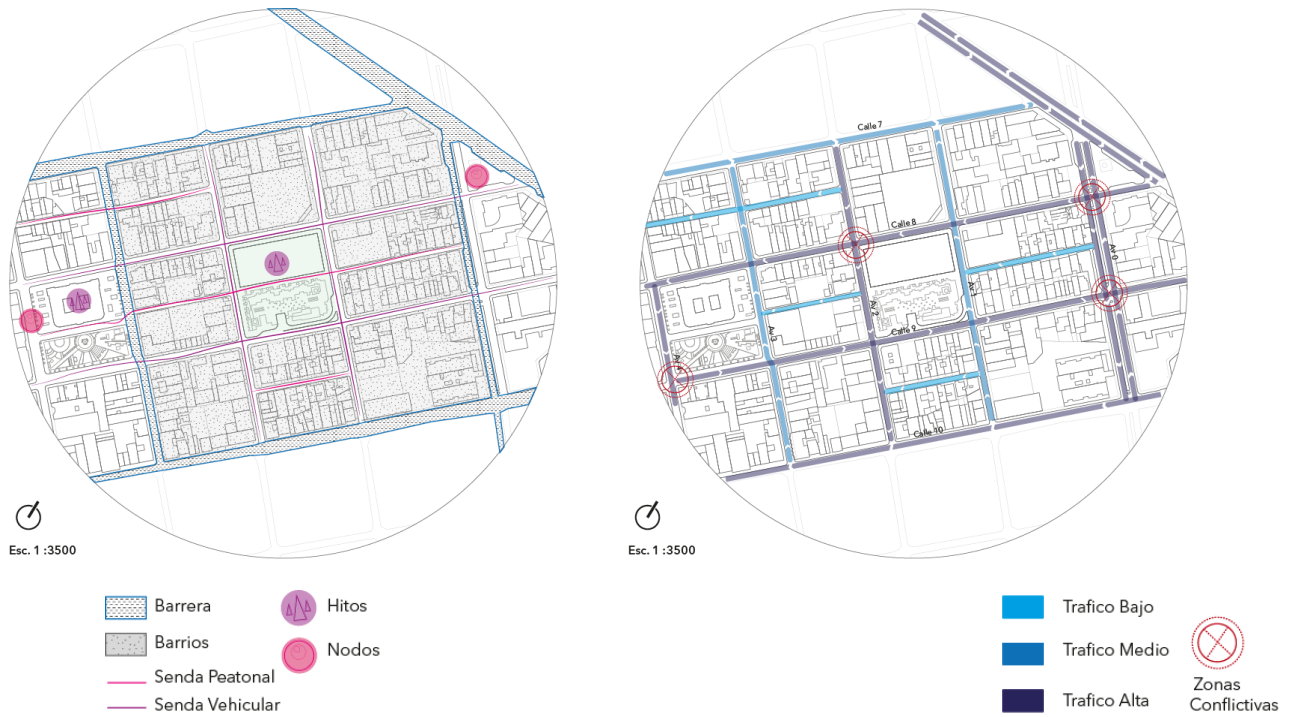 Esc. 1 :3500
Barrera
Barrios
Senda Peatonal
Senda Vehicular
Hitos
Nodos
Calle 7
Calle 8
Av 0
Av 1
Av 2
Calle 9
Av 3
Av 4
Calle 10
Esc. 1 :3500
Trafico Bajo
Trafico Medio
Trafico Alta
Zonas
Conflictivas